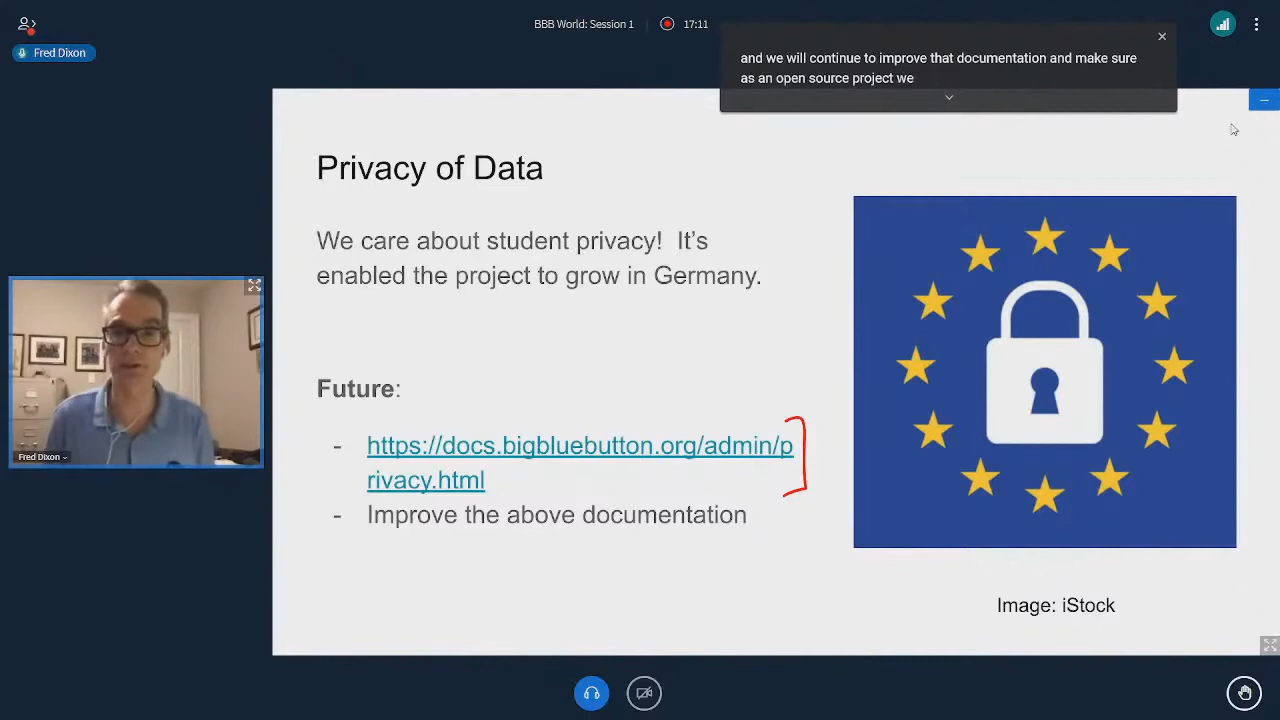 BBB World: Session 1
17:11
Fred Dixon
and we will continue to improve that documentation and make sure
as an open source project we
Privacy of Data
We care about student privacy!  It’s
enabled the project to grow in Germany.
Future:
- https://docs.bigbluebutton.org/admin/p
rivacy.html
- Improve the above documentation
Image: iStock
Fred Dixon